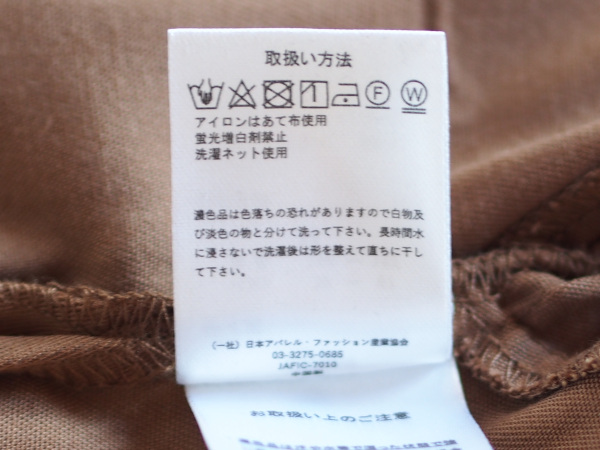 取扱い方法
F W
アイロンはあて布使用
蛍光増白剤禁止
洗濯ネット使用
濃色品は色落ちの恐れがありますので白物及
び淡色の物と分けて洗って下さい。長時間水
に浸さないで洗濯後は形を整えて直ちに干し
て下さい。
(一社)日本アパレル・ファッション産業協会
03-3275-0685
JAFIC-7010
お取扱い上のご注意